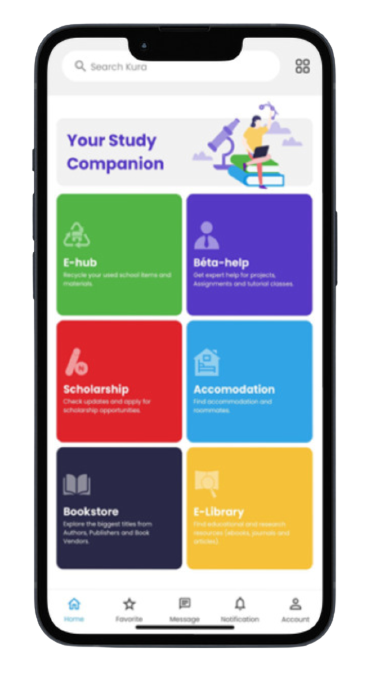 Search Kuro
Your Study
Companion
E-hub
Recycle your used school items and
materials.
Béta-help
Get expert help for projects,
Assignments and tutorial classes.
Scholarship
Check updates and apply for
scholarship opportunities.
Accomodation
Find accommodation and
roommates.
Bookstore
Explore the biggest titles from
Authors, Publishers and Book
Vendors.
E-Library
Find educational and research
resources (ebooks, journals and
articles).
Home
Favorite
Message
Notification
Account